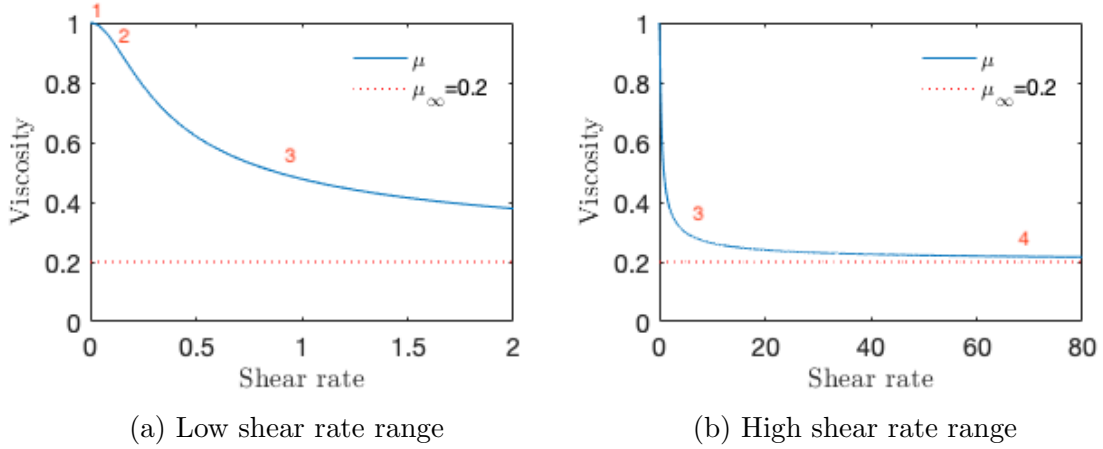 1
2
3
μ
μ∞=0.2
1
0.8
0.6
0.4
0.2
0
0
0.5
1
1.5
2
Viscosity
Shear rate
(a) Low shear rate range
3
4
μ
μ∞=0.2
1
0.8
0.6
0.4
0.2
0
0
20
40
60
80
Viscosity
Shear rate
(b) High shear rate range